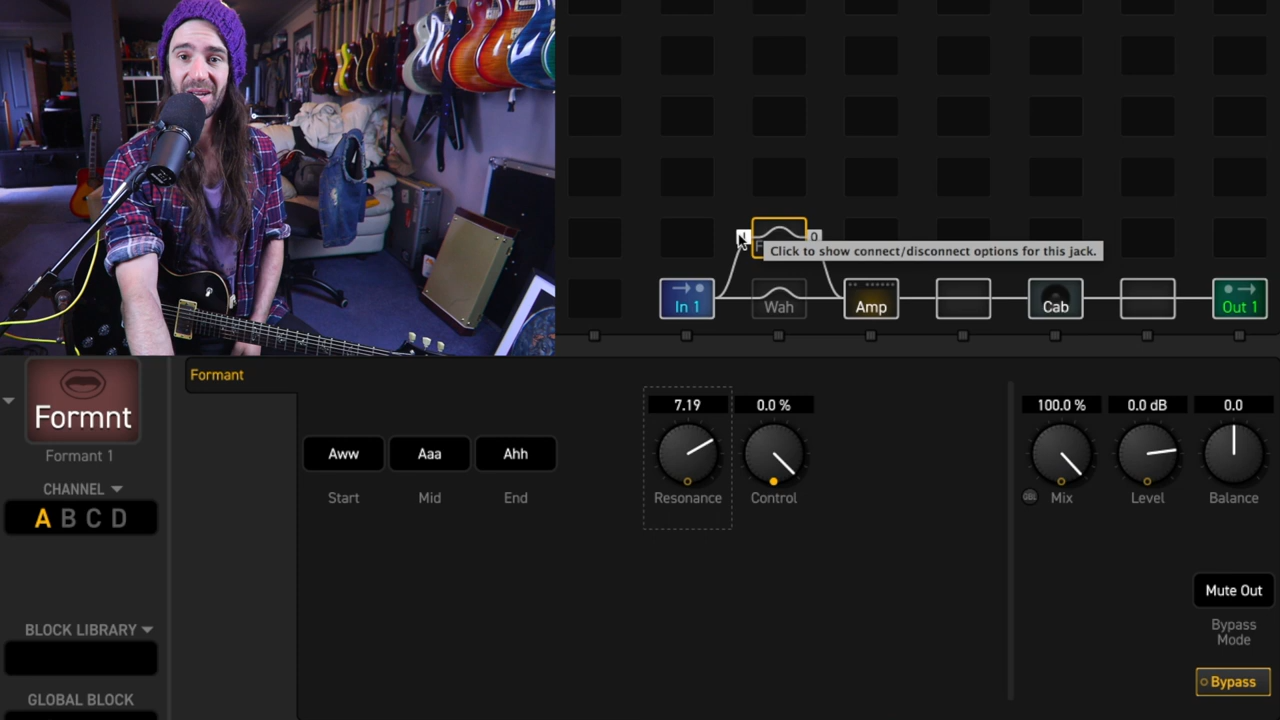 Click to show connect/disconnect options for this jack.
In 1
Wah
Amp
Cab
Out 1
Formnt
Formant 1
CHANNEL
A B C D
BLOCK LIBRARY
GLOBAL BLOCK
Formant
Aww
Aaa
Ahh
Start
Mid
End
7.19
0.0 %
Resonance
Control
100.0 %
0.0 dB
0.0
Mix
Level
Balance
Mute Out
Bypass
Mode
Bypass